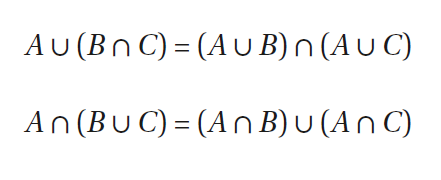 A ∪ (B ∩ C) = (A ∪ B) ∩ (A ∪ C)
A ∩ (B ∪ C) = (A ∩ B) ∪ (A ∩ C)